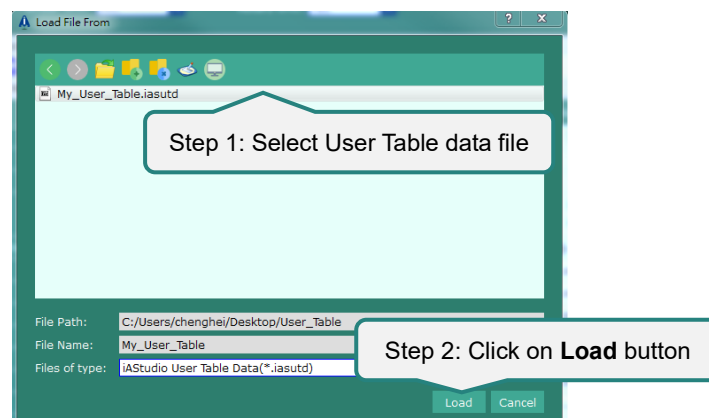 Load File From
My_User_Table.iasutd
Step 1: Select User Table data file
File Path: C:/Users/chenghei/Desktop/User_Table
File Name: My_User_Table
Files of type: iAStudio User Table Data(*.iasutd)
Step 2: Click on Load button
Load Cancel